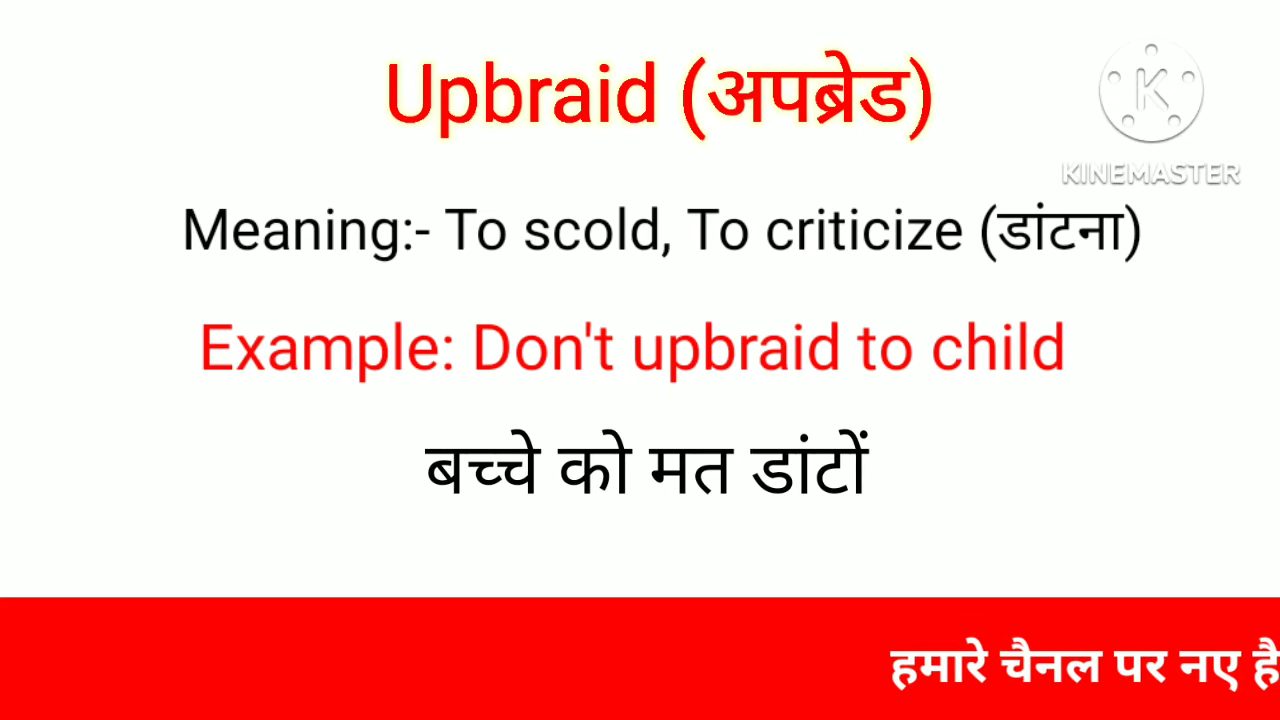 Upbraid (अपब्रेड)
KINEMASTER
Meaning:- To scold, To criticize (डांटना)
Example: Don't upbraid to child
बच्चे को मत डांटों
हमारे चैनल पर नए है